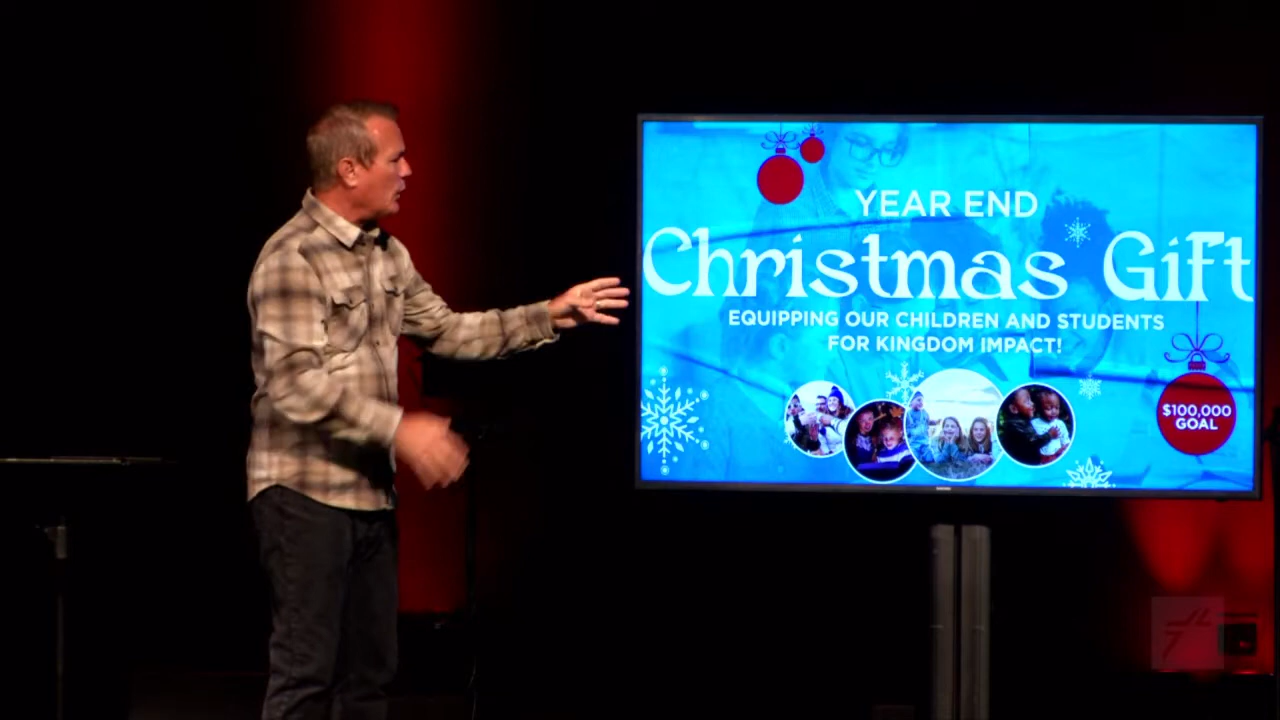 YEAR END
Christmas Gift
EQUIPPING OUR CHILDREN AND STUDENTS
FOR KINGDOM IMPACT!
$100,000
GOAL